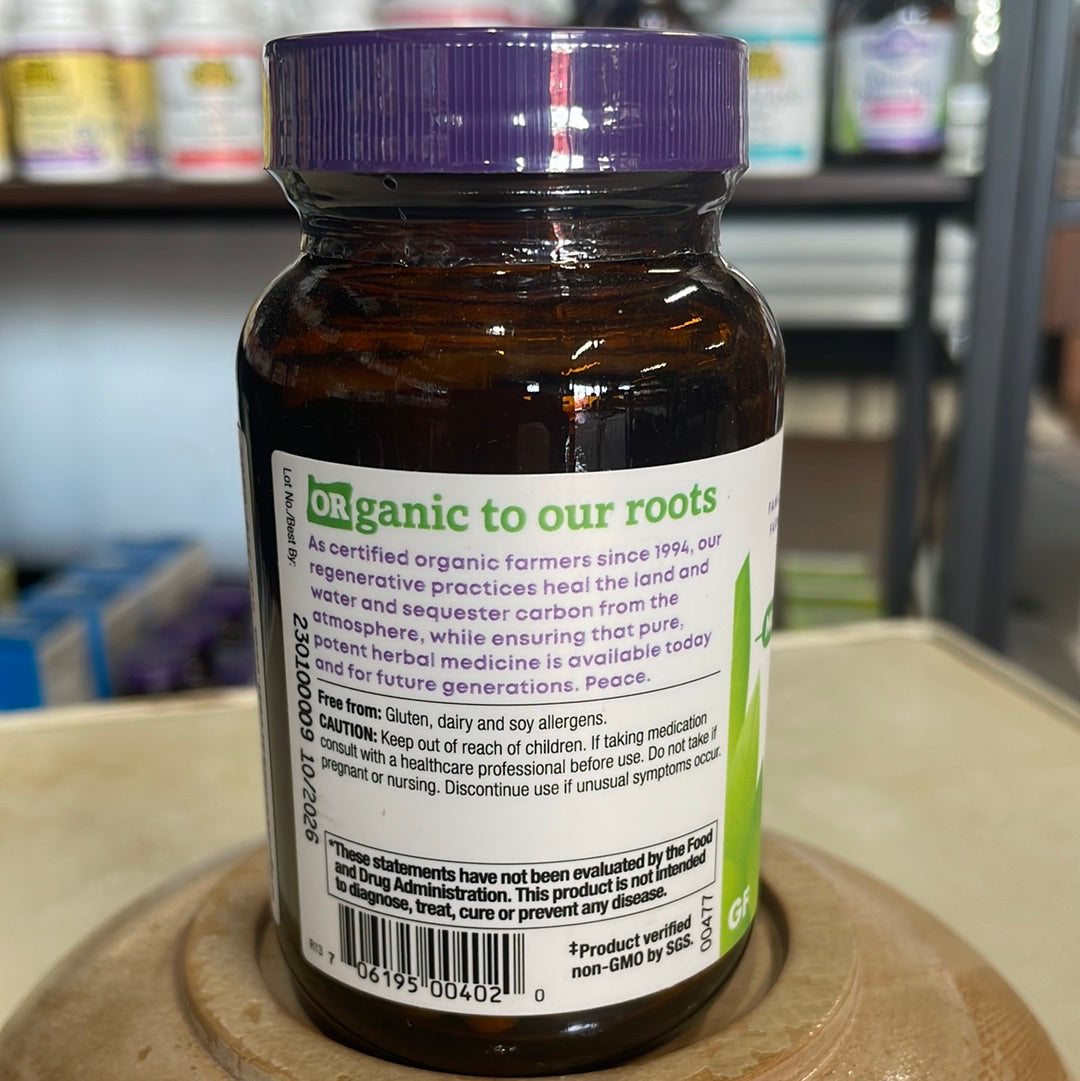 ORganic to our roots
As certified organic farmers since 1994, our
regenerative practices heal the land and
water and sequester carbon from the
atmosphere, while ensuring that pure,
potent herbal medicine is available today
and for future generations. Peace.
Free from: Gluten, dairy and soy allergens.
CAUTION: Keep out of reach of children. If taking medication
consult with a healthcare professional before use. Do not take if
pregnant or nursing. Discontinue use if unusual symptoms occur.
*These statements have not been evaluated by the Food
and Drug Administration. This product is not intended
to diagnose, treat, cure or prevent any disease.
‡Product verified
non-GMO by SGS.
00477
R13 7 06195 00402 0
Lot No./Best By:
230100009 10/2026
GF